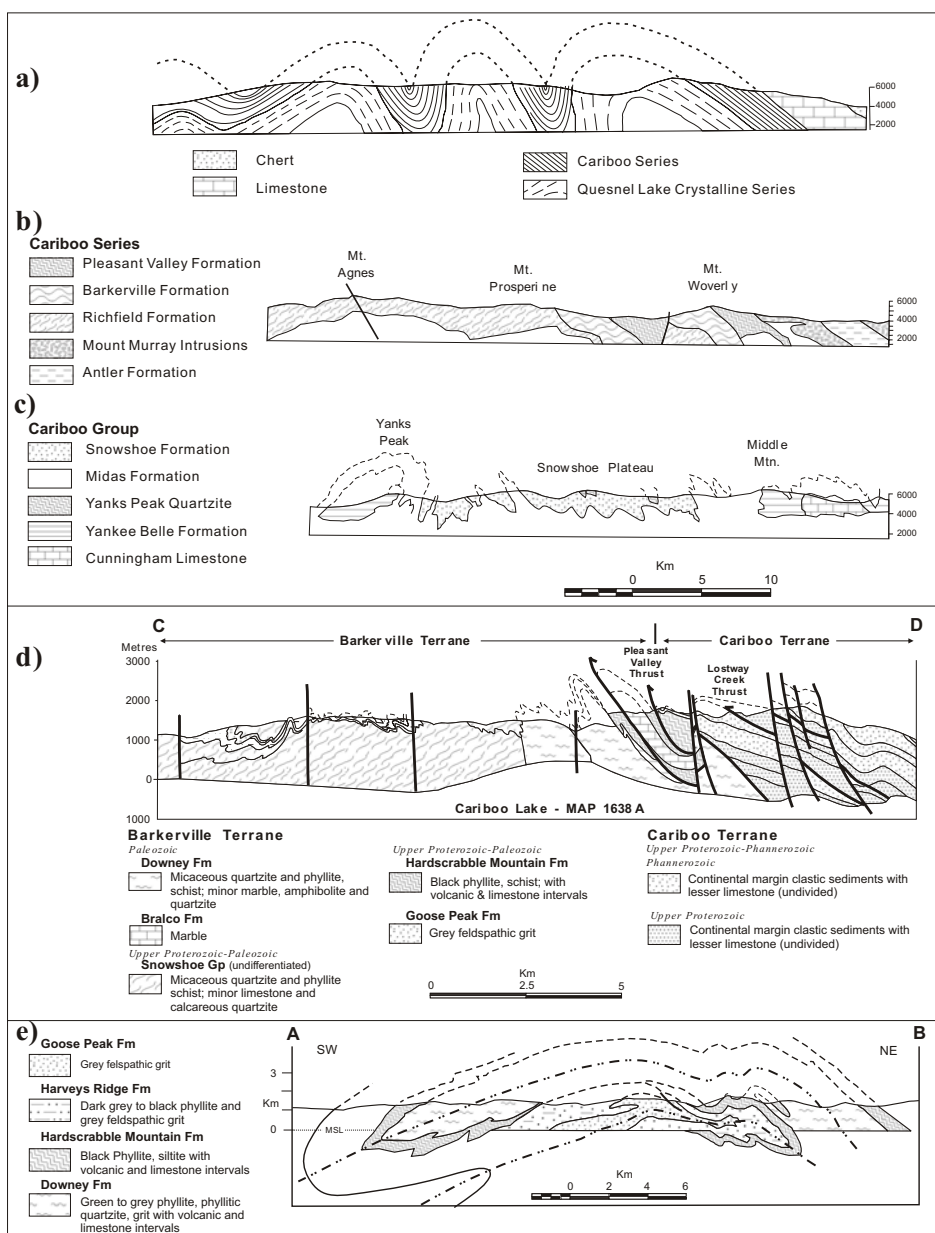 a)
6000
4000
2000
Chert
Limestone
Cariboo Series
Quesnel Lake Crystalline Series
b)
Cariboo Series
Pleasant Valley Formation
Barkerville Formation
Richfield Formation
Mount Murray Intrusions
Antler Formation
Mt.
Agnes
Mt.
Prosperi ne
Mt.
Woverl y
6000
4000
2000
c)
Cariboo Group
Snowshoe Formation
Midas Formation
Yanks Peak Quartzite
Yankee Belle Formation
Cunningham Limestone
Yanks
Peak
Snowshoe Plateau
Middle
Mtn.
6000
4000
2000
Km
0 5 10
d)
C D
Barker ville Terrane
Cariboo Terrane
Metres
3000
2000
1000
0
1000
Pleasant
Valley
Thrust
Lostway
Creek
Thrust
Cariboo Lake - MAP 1638 A
Barkerville Terrane
Paleozoic
Downey Fm
Micaceous quartzite and phyllite,
schist; minor marble, amphibolite and
quartzite
Bralco Fm
Marble
Upper Proterozoic-Paleozoic
Snowshoe Gp (undifferentiated)
Micaceous quartzite and phyllite
schist; minor limestone and
calcareous quartzite
Upper Proterozoic-Paleozoic
Hardscrabble Mountain Fm
Black phyllite, schist; with
volcanic & limestone intervals
Goose Peak Fm
Grey feldspathic grit
Km
0 2.5 5
Cariboo Terrane
Upper Proterozoic-Phannerozoic
Phannerozoic
Continental margin clastic sediments with
lesser limestone (undivided)
Upper Proterozoic
Continental margin clastic sediments with
lesser limestone (undivided)
e)
Goose Peak Fm
Grey felspathic grit
Harveys Ridge Fm
Dark grey to black phyllite and
grey feldspathic grit
Hardscrabble Mountain Fm
Black Phyllite, siltite with
volcanic and limestone intervals
Downey Fm
Green to grey phyllite, phyllitic
quartzite, grit with volcanic and
limestone intervals
A B
SW NE
3
Km
0
MSL
Km
0 2 4 6